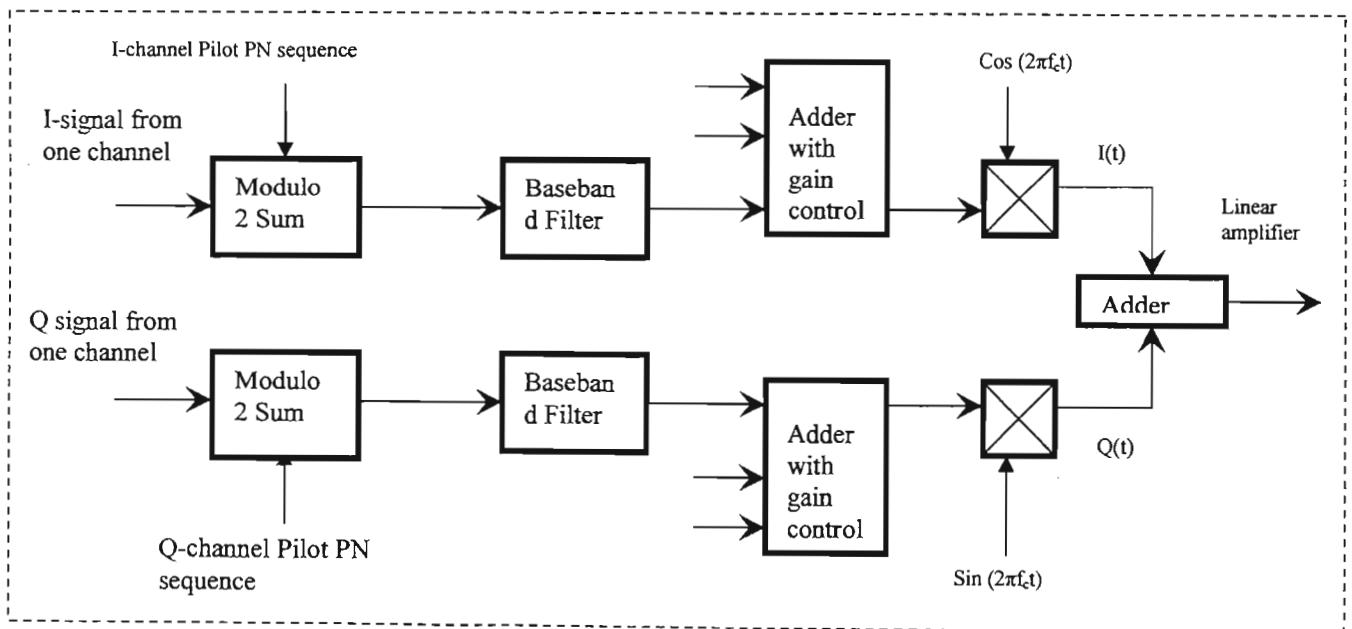 I-channel Pilot PN sequence
I-signal from
one channel
Modulo
2 Sum
Baseban
d Filter
Adder
with
gain
control
Cos (2πfct)
I(t)
Linear
amplifier
Adder
Q signal from
one channel
Modulo
2 Sum
Baseban
d Filter
Adder
with
gain
control
Q(t)
Q-channel Pilot PN
sequence
Sin (2πfct)